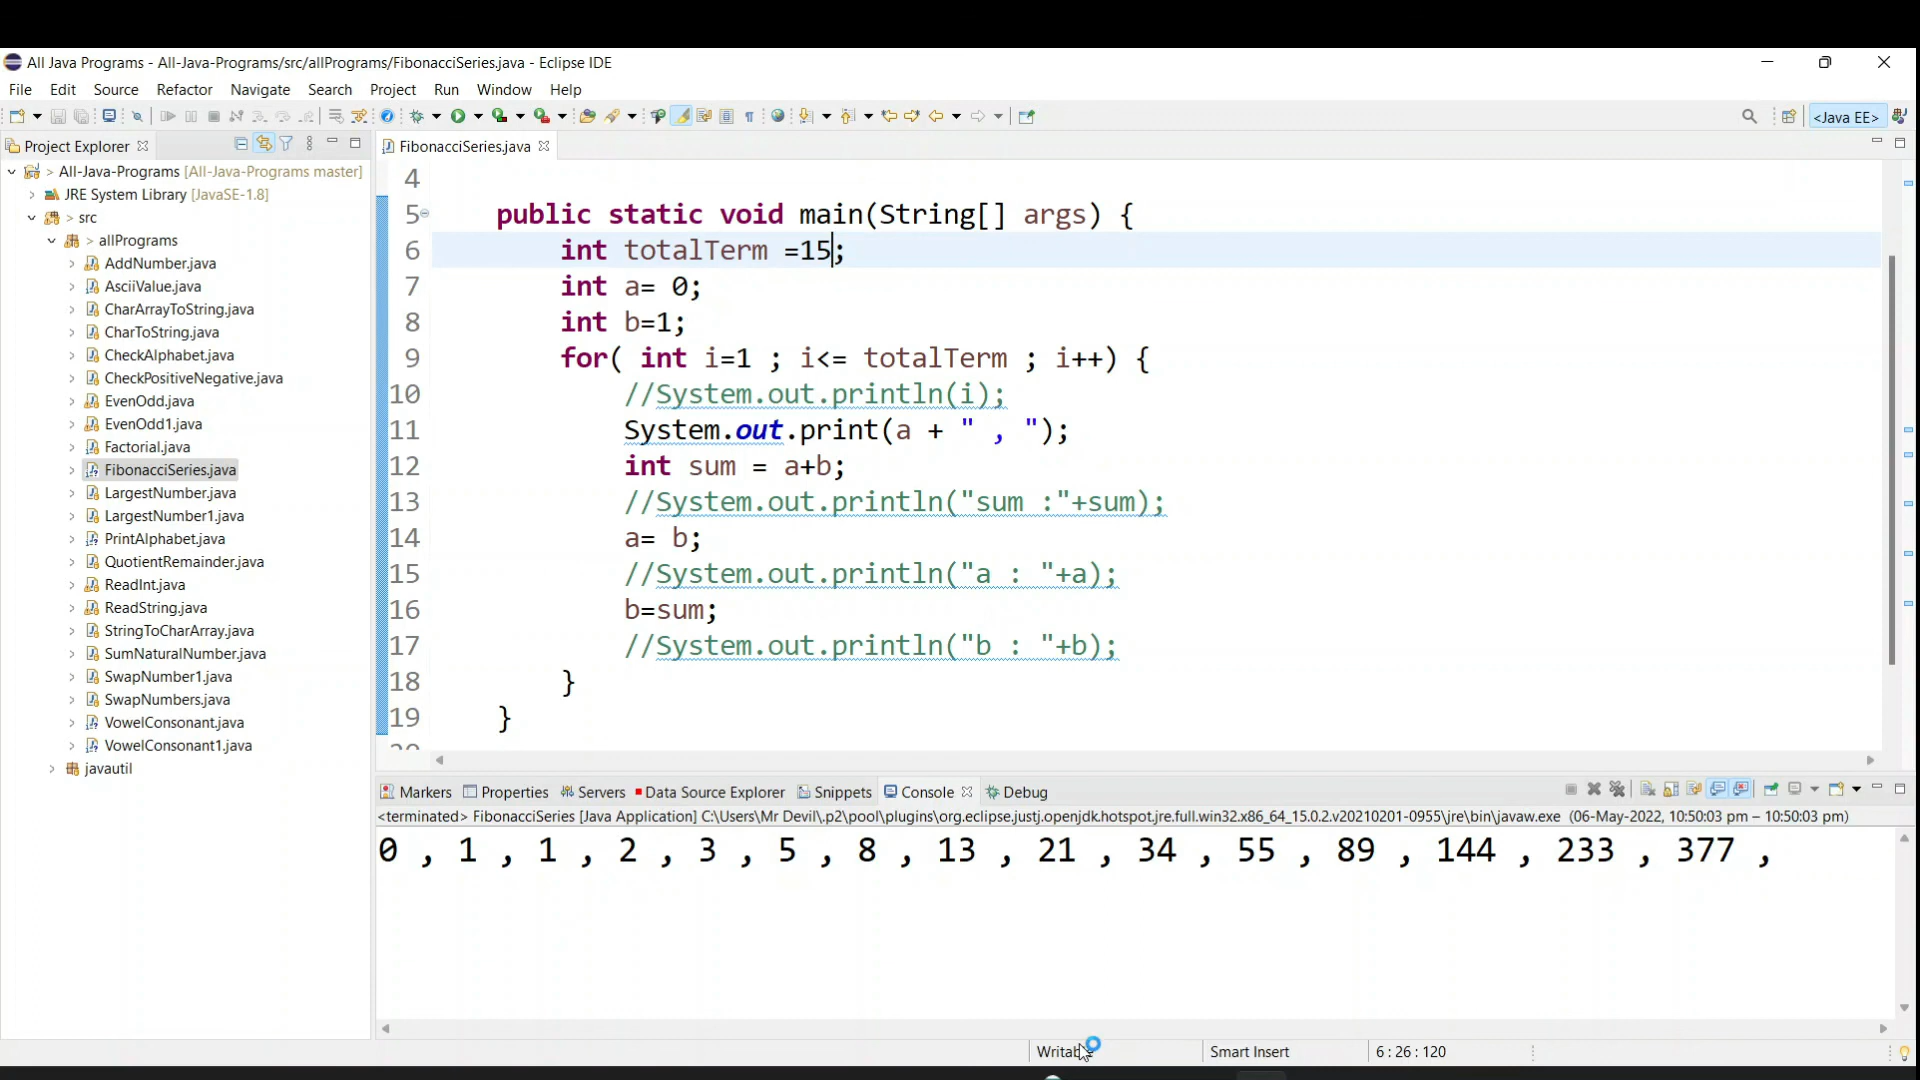 All Java Programs - All-Java-Programs/src/allPrograms/FibonacciSeries.java - Eclipse IDE
File Edit Source Refactor Navigate Search Project Run Window Help
<Java EE>
Project Explorer
> All-Java-Programs [All-Java-Programs master]
JRE System Library [JavaSE-1.8]
> src
> allPrograms
AddNumber.java
AsciiValue.java
CharArrayToString.java
CharToString.java
CheckAlphabet.java
CheckPositiveNegative.java
EvenOdd.java
EvenOdd1.java
Factorial.java
FibonacciSeries.java
LargestNumber.java
LargestNumber1.java
PrintAlphabet.java
QuotientRemainder.java
ReadInt.java
ReadString.java
StringToCharArray.java
SumNaturalNumber.java
SwapNumber1.java
SwapNumbers.java
VowelConsonant.java
VowelConsonant1.java
javautil
FibonacciSeries.java
4
5 public static void main(String[] args) {
6 int totalTerm =15;
7 int a= 0;
8 int b=1;
9 for( int i=1 ; i<= totalTerm ; i++) {
10 //System.out.println(i);
11 System.out.print(a + " , ");
12 int sum = a+b;
13 //System.out.println("sum :"+sum);
14 a= b;
15 //System.out.println("a : "+a);
16 b=sum;
17 //System.out.println("b : "+b);
18 }
19 }
Markers Properties Servers Data Source Explorer Snippets Console Debug
<terminated> FibonacciSeries [Java Application] C:\Users\Mr Devil\.p2\pool\plugins\org.eclipse.justj.openjdk.hotspot.jre.full.win32.x86_64_15.0.2.v20210201-0955\jre\bin\javaw.exe (06-May-2022, 10:50:03 pm – 10:50:03 pm)
0 , 1 , 1 , 2 , 3 , 5 , 8 , 13 , 21 , 34 , 55 , 89 , 144 , 233 , 377 ,
Smart Insert 6 : 26 : 120